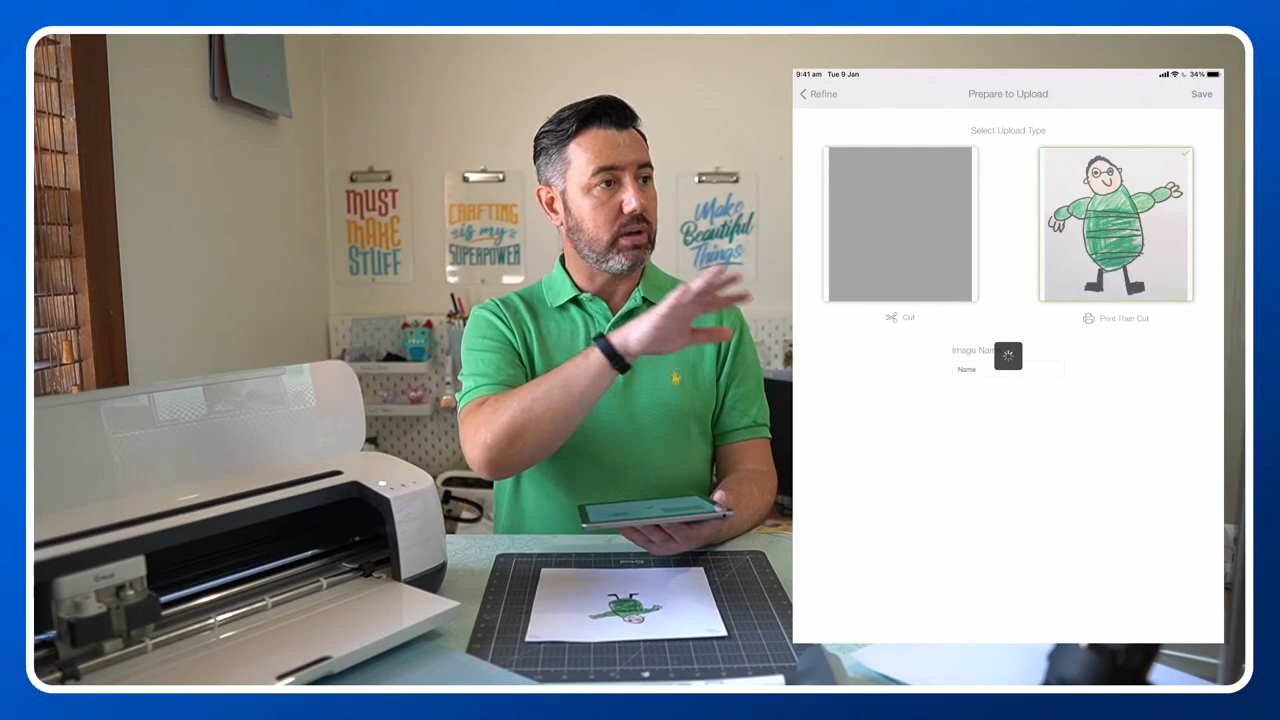 MUST
MAKE
STUFF
CRAFTING
is my
SUPERPOWER
Make
Beautiful
Things
9:41 am Tue 9 Jan
34%
Refine
Prepare to Upload
Save
Select Upload Type
Cut
Print Then Cut
Name
cricut